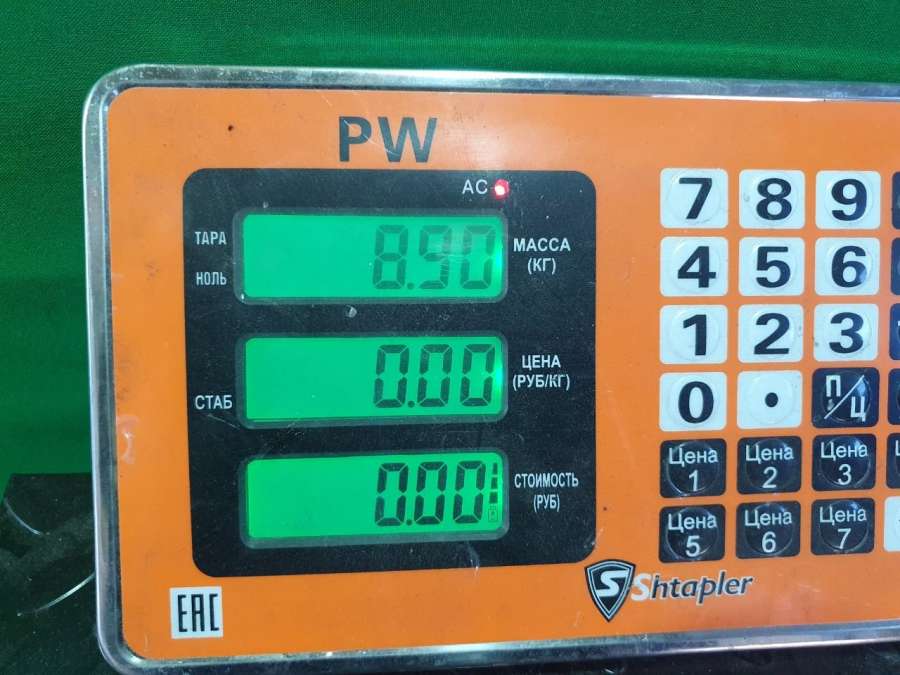 PW
AC
ТАРА
НОЛЬ
8.90
МАССА
(КГ)
СТАБ
0.00
ЦЕНА
(РУБ/КГ)
0.00
СТОИМОСТЬ
(РУБ)
7 8 9
4 5 6
1 2 3
0 . П/Ц
Цена 1 Цена 2 Цена 3
Цена 5 Цена 6 Цена 7
EAC
S Shtapler